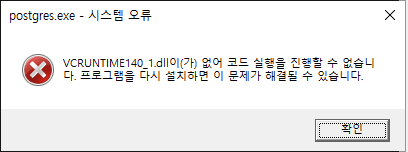 postgres.exe - 시스템 오류
VCRUNTIME140_1.dll이(가) 없어 코드 실행을 진행할 수 없습니
다. 프로그램을 다시 설치하면 이 문제가 해결될 수 있습니다.
확인